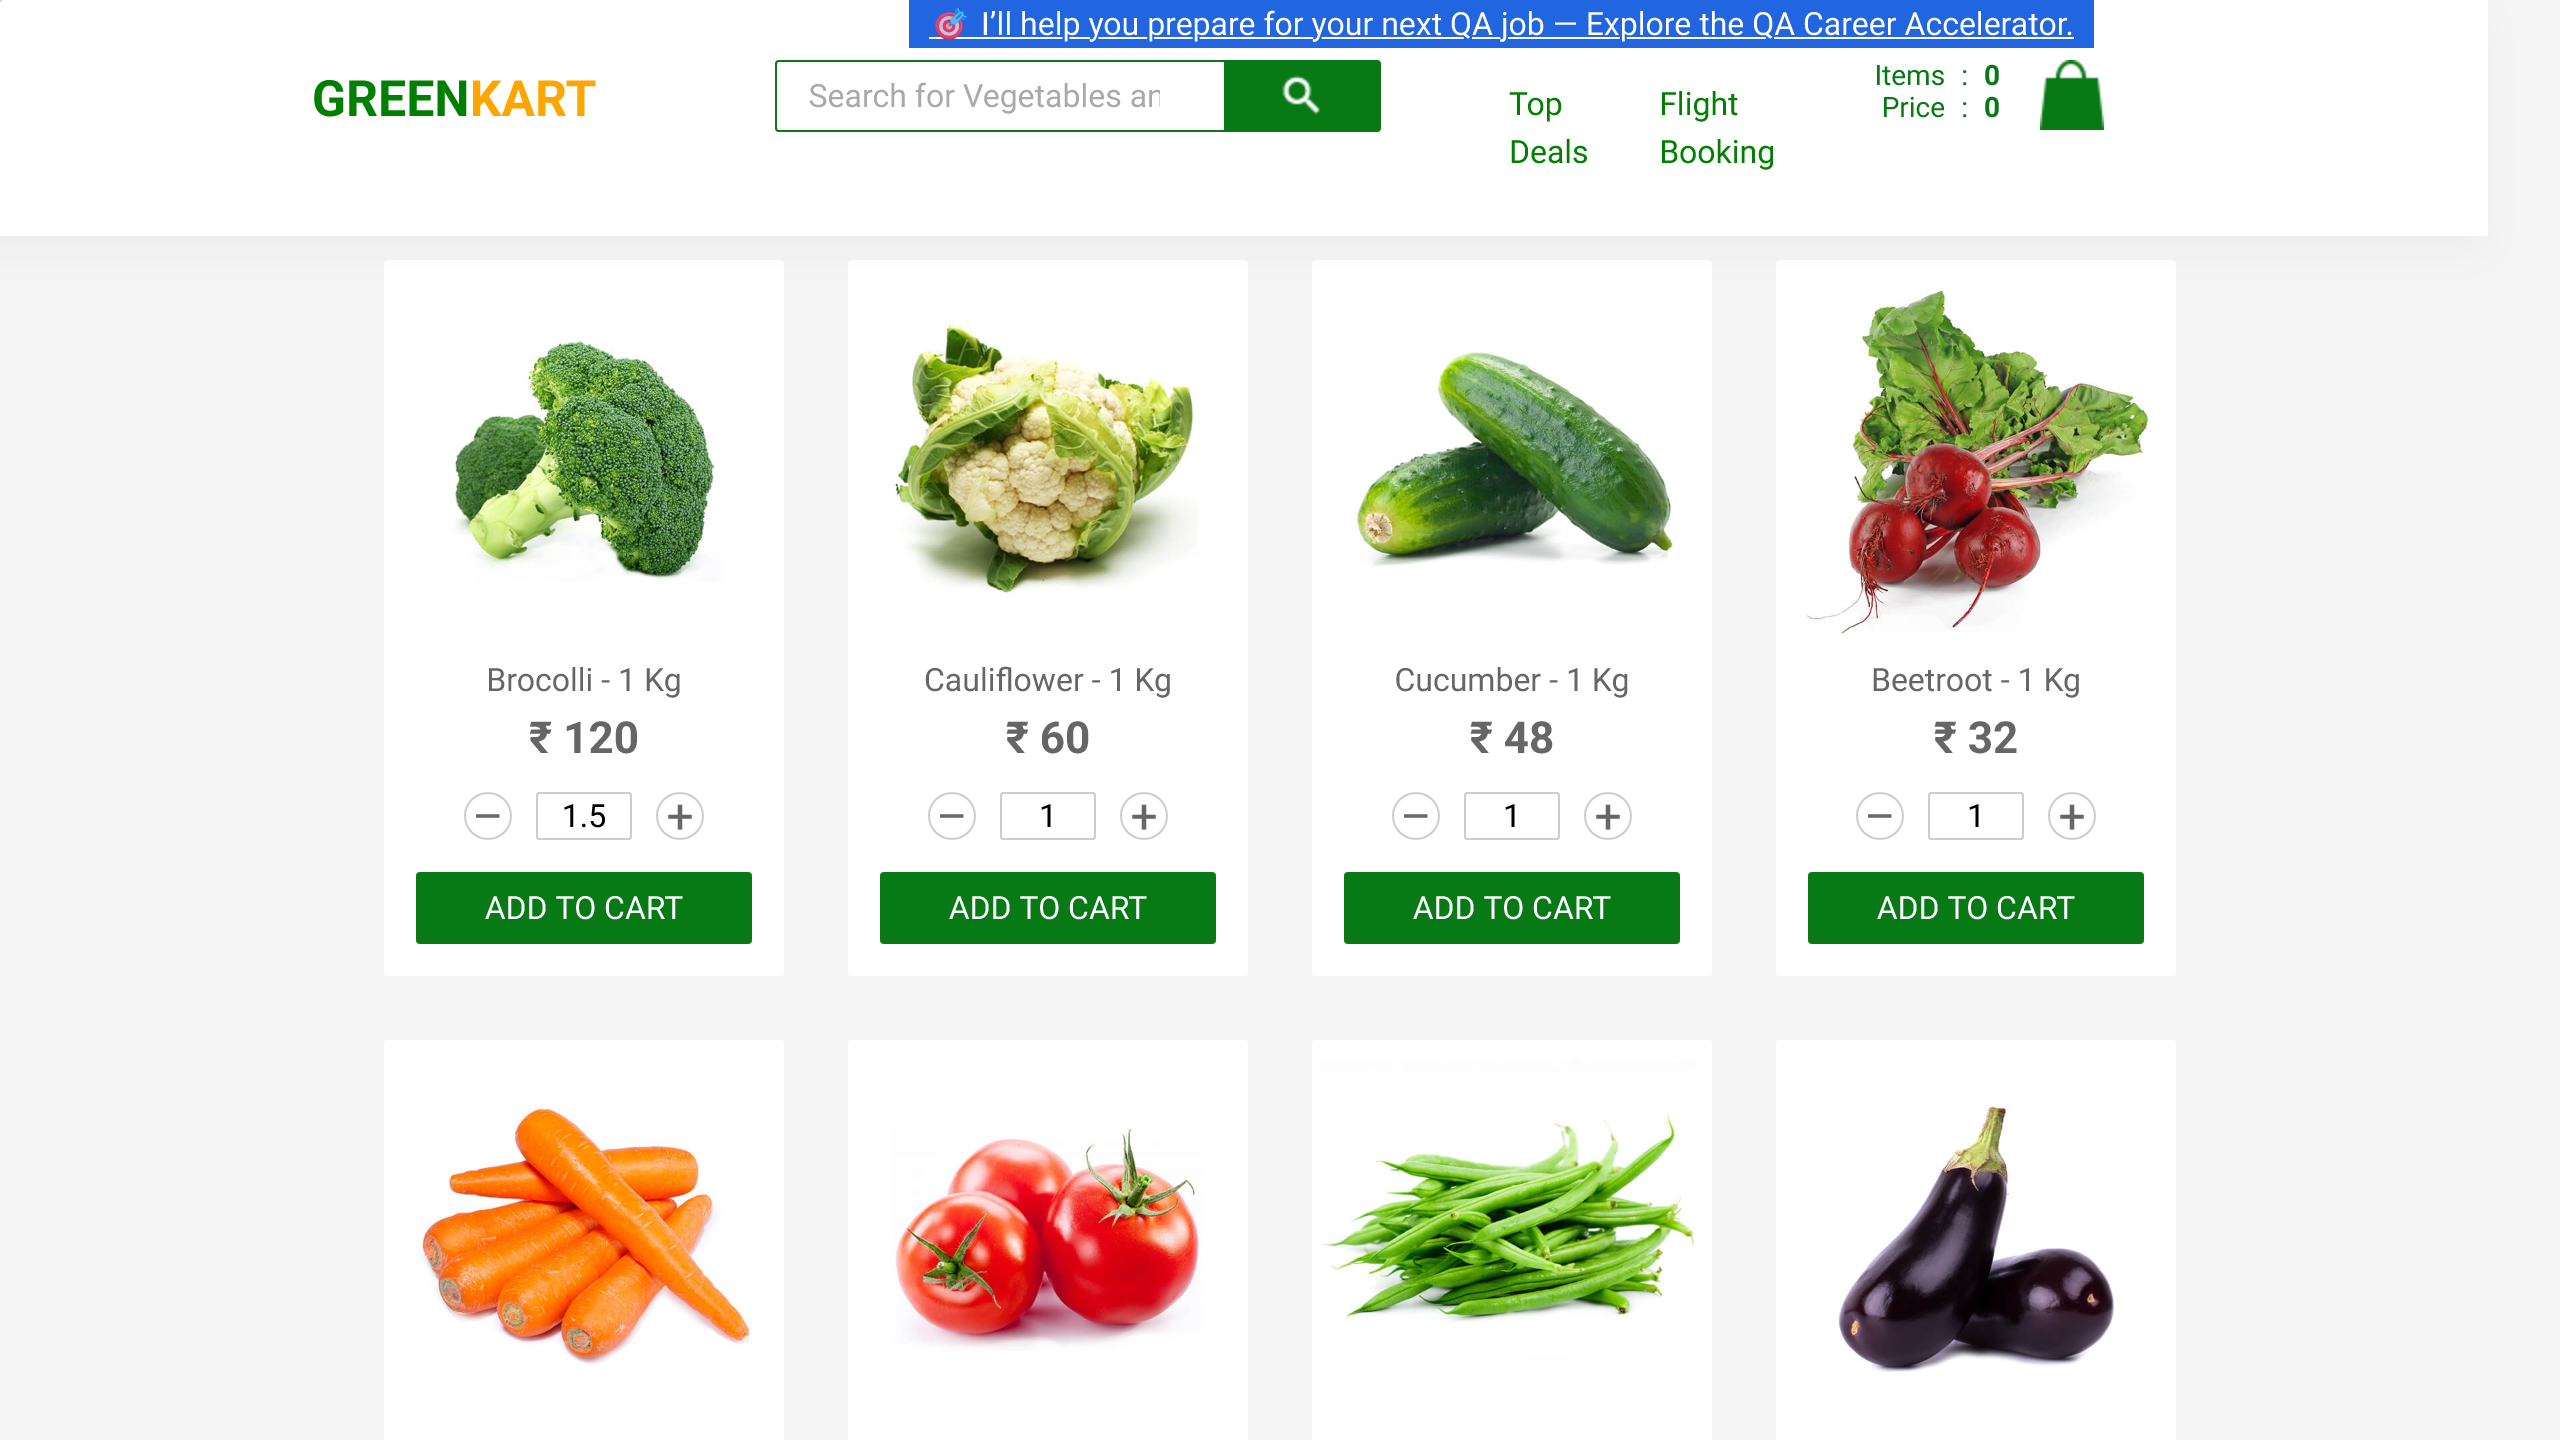 🎯 I’ll help you prepare for your next QA job — Explore the QA Career Accelerator.
GREENKART
Search for Vegetables an
Top Deals
Flight Booking
Items : 0
Price : 0
Brocolli - 1 Kg
₹ 120
− 1.5 +
ADD TO CART
Cauliflower - 1 Kg
₹ 60
− 1 +
ADD TO CART
Cucumber - 1 Kg
₹ 48
− 1 +
ADD TO CART
Beetroot - 1 Kg
₹ 32
− 1 +
ADD TO CART